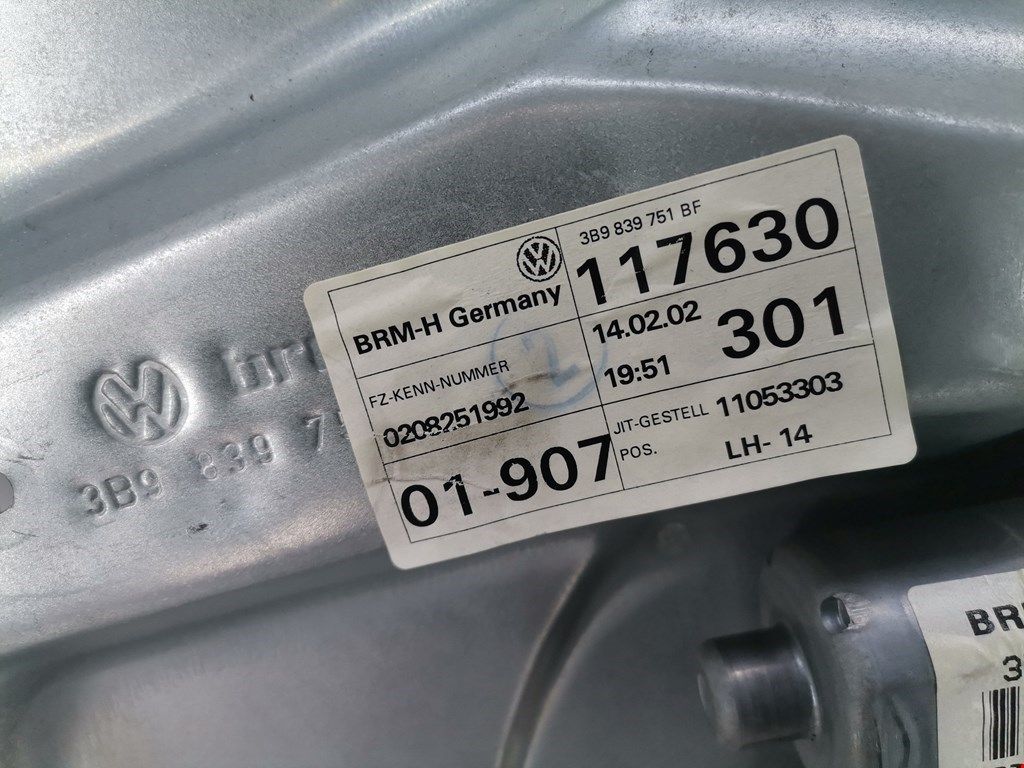 3B9 839 751 BF
117630
BRM-H Germany
14.02.02
301
19:51
FZ-KENN-NUMMER
0208251992
JIT-GESTELL 11053303
01-907
POS.
LH- 14
3B9 839